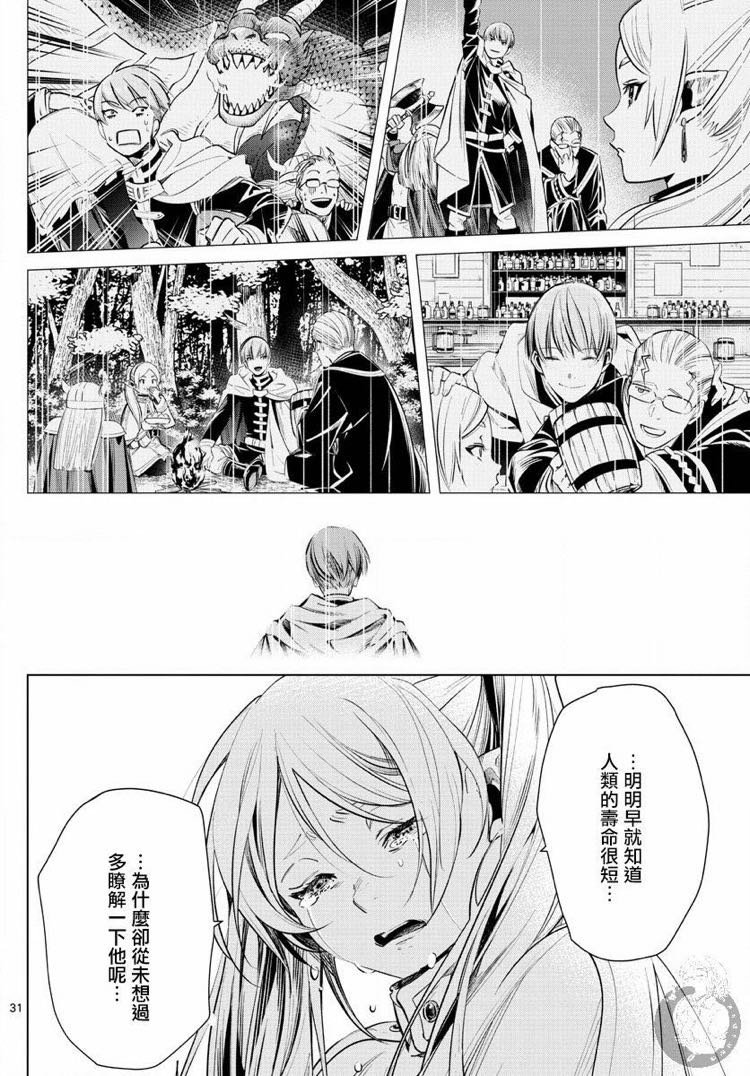 …明明早就知道
人類的壽命很短…
…為什麼卻從未想過
多瞭解一下他呢…
31